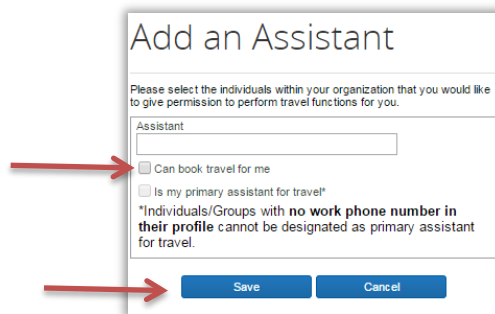 Add an Assistant
Please select the individuals within your organization that you would like
to give permission to perform travel functions for you.
Assistant
Can book travel for me
Is my primary assistant for travel*
*Individuals/Groups with no work phone number in
their profile cannot be designated as primary assistant
for travel.
Save Cancel